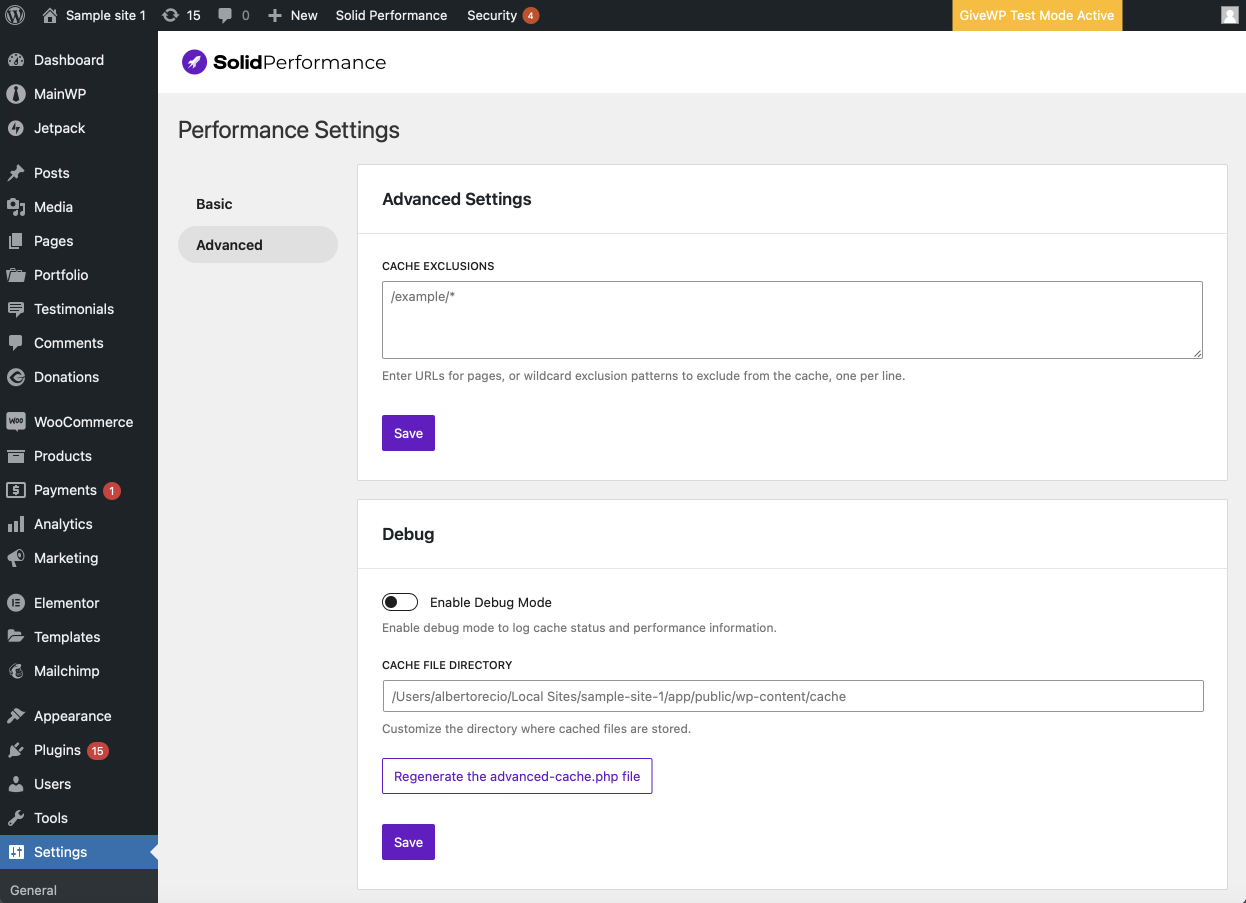 Sample site 1 15 0 New Solid Performance Security 4 GiveWP Test Mode Active
Dashboard
MainWP
Jetpack
Posts
Media
Pages
Portfolio
Testimonials
Comments
Donations
WooCommerce
Products
Payments 1
Analytics
Marketing
Elementor
Templates
Mailchimp
Appearance
Plugins 15
Users
Tools
Settings
General
SolidPerformance
Performance Settings
Basic
Advanced
Advanced Settings
CACHE EXCLUSIONS
/example/*
Enter URLs for pages, or wildcard exclusion patterns to exclude from the cache, one per line.
Save
Debug
Enable Debug Mode
Enable debug mode to log cache status and performance information.
CACHE FILE DIRECTORY
/Users/albertorecio/Local Sites/sample-site-1/app/public/wp-content/cache
Customize the directory where cached files are stored.
Regenerate the advanced-cache.php file
Save